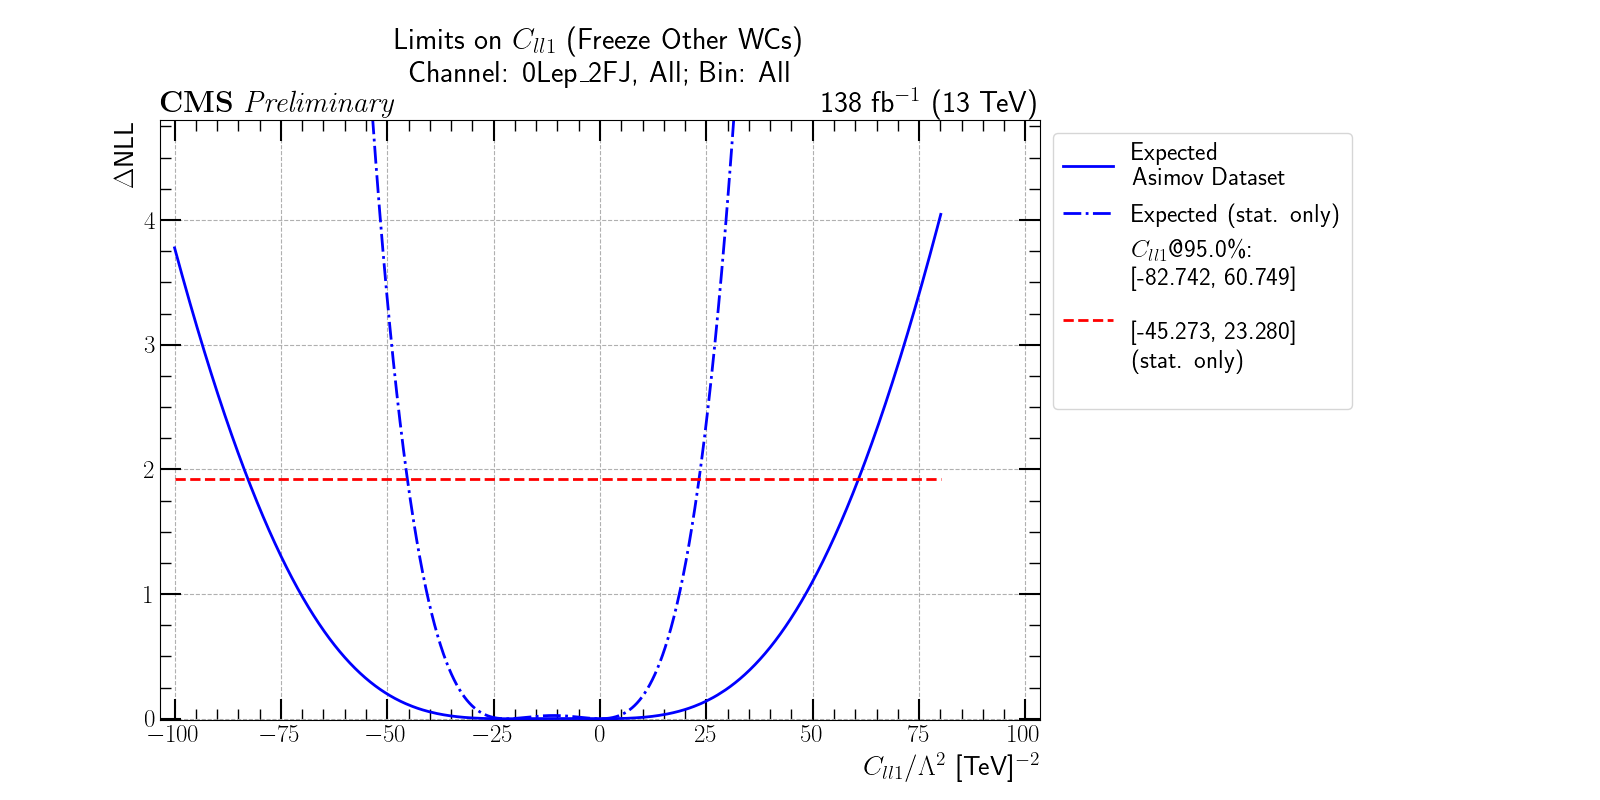 Limits on C_{ll1} (Freeze Other WCs)
Channel: 0Lep_2FJ, All; Bin: All
CMS Preliminary 138 fb⁻¹ (13 TeV)
ΔNLL
4
3
2
1
0
−100 −75 −50 −25 0 25 50 75 100
C_{ll1}/Λ² [TeV]⁻²
Expected
Asimov Dataset
Expected (stat. only)
C_{ll1}@95.0%:
[-82.742, 60.749]
[-45.273, 23.280]
(stat. only)